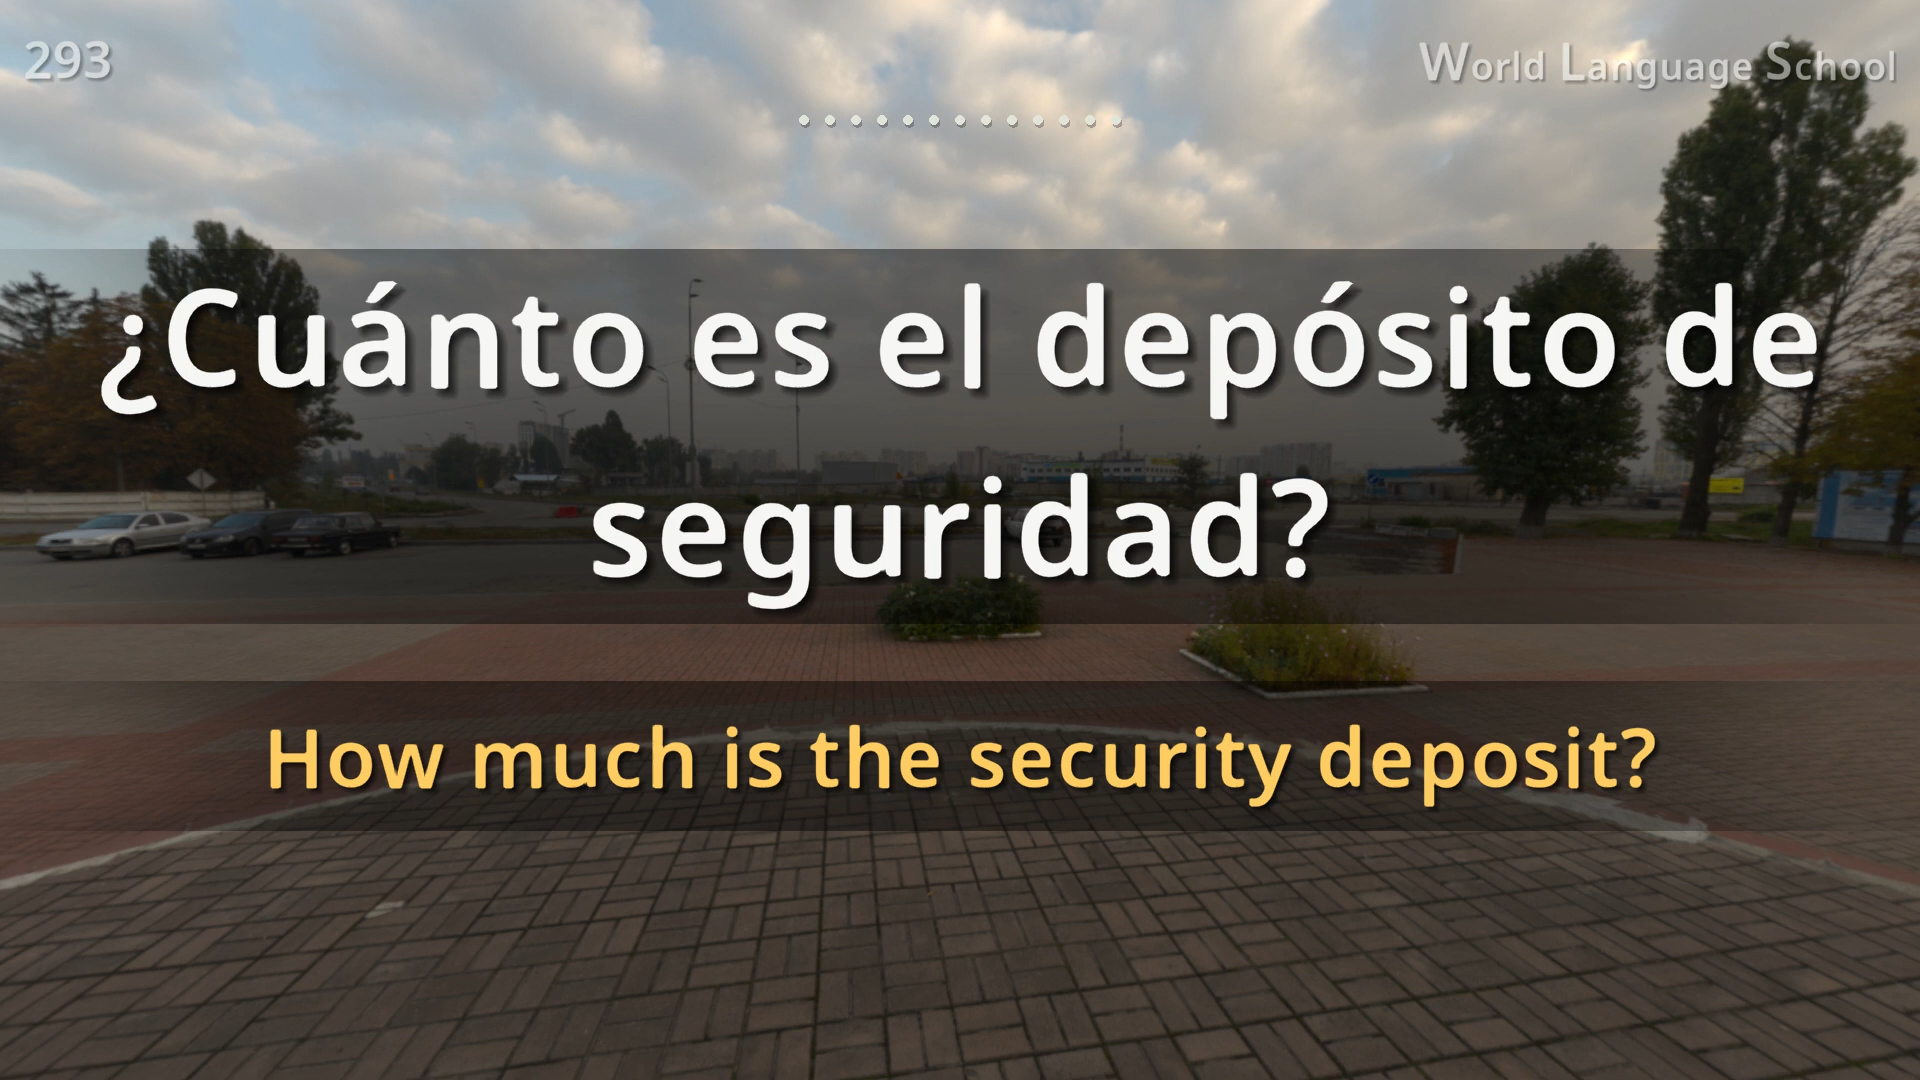 293
World Language School
¿Cuánto es el depósito de
seguridad?
How much is the security deposit?